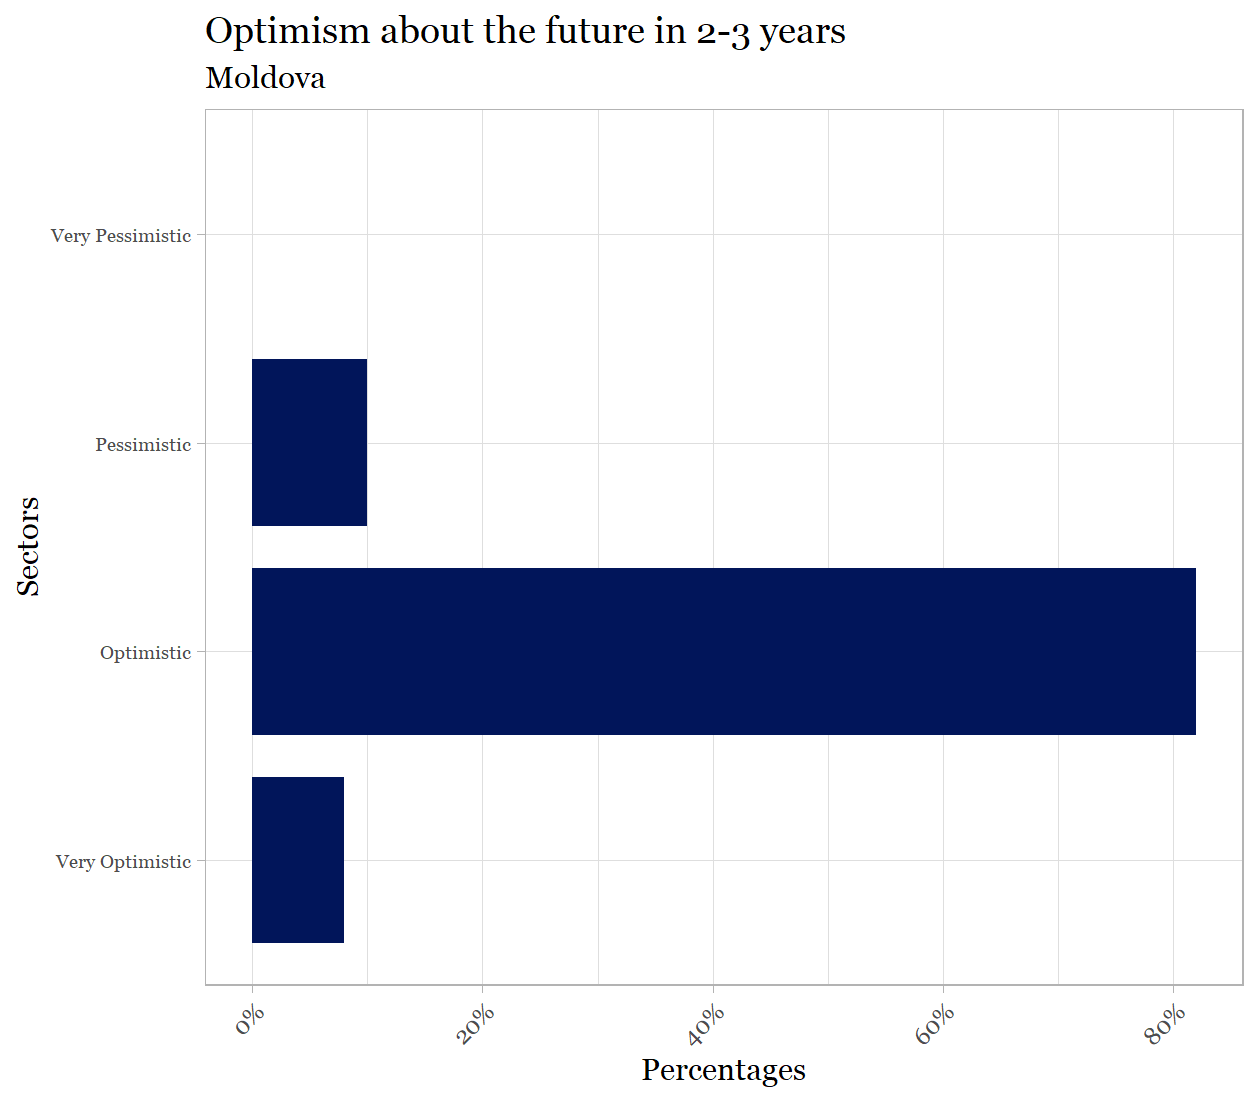 Optimism about the future in 2-3 years
Moldova
Very Pessimistic
Pessimistic
Optimistic
Very Optimistic
Sectors
0%
20%
40%
60%
80%
Percentages